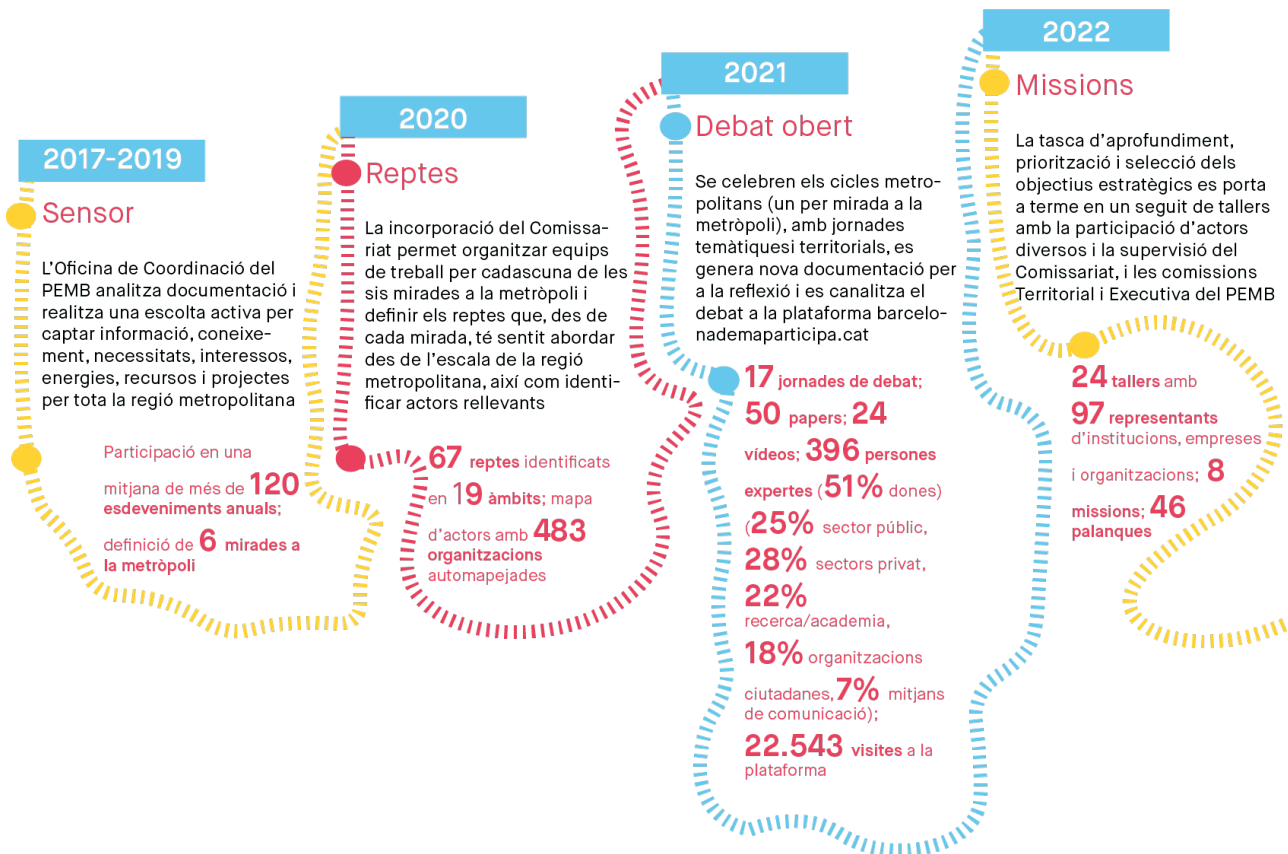 2017-2019
Sensor
L'Oficina de Coordinació del
PEMB analitza documentació i
realitza una escolta activa per
captar informació, coneixe-
ment, necessitats, interessos,
energies, recursos i projectes
per tota la regió metropolitana
Participació en una
mitjana de més de 120
esdeveniments anuals;
definició de 6 mirades a
la metròpoli
2020
Reptes
La incorporació del Comissa-
riat permet organitzar equips
de treball per cadascuna de les
sis mirades a la metròpoli i
definir els reptes que, des de
cada mirada, té sentit abordar
des de l'escala de la regió
metropolitana, així com identi-
ficar actors rellevants
67 reptes identificats
en 19 àmbits; mapa
d'actors amb 483
organitzacions
automapejades
2021
Debat obert
Se celebren els cicles metro-
politans (un per mirada a la
metròpoli), amb jornades
temàtiquesi territorials, es
genera nova documentació per
a la reflexió i es canalitza el
debat a la plataforma barcelo-
nademaparticipa.cat
17 jornades de debat;
50 papers; 24
vídeos; 396 persones
expertes (51% dones)
(25% sector públic,
28% sectors privat,
22%
recerca/academia,
18% organitzacions
ciutadanes, 7% mitjans
de comunicació);
22.543 visites a la
plataforma
2022
Missions
La tasca d'aprofundiment,
priorització i selecció dels
objectius estratègics es porta
a terme en un seguit de tallers
amb la participació d'actors
diversos i la supervisió del
Comissariat, i les comissions
Territorial i Executiva del PEMB
24 tallers amb
97 representants
d'institucions, empreses
i organitzacions; 8
missions; 46
palanques